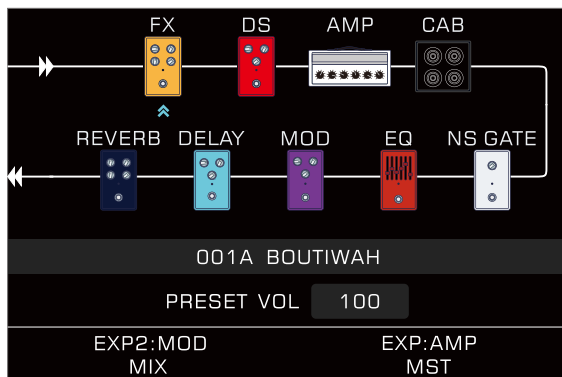 FX DS AMP CAB
REVERB DELAY MOD EQ NS GATE
001A BOUTIWAH
PRESET VOL 100
EXP2:MOD EXP:AMP
MIX MST